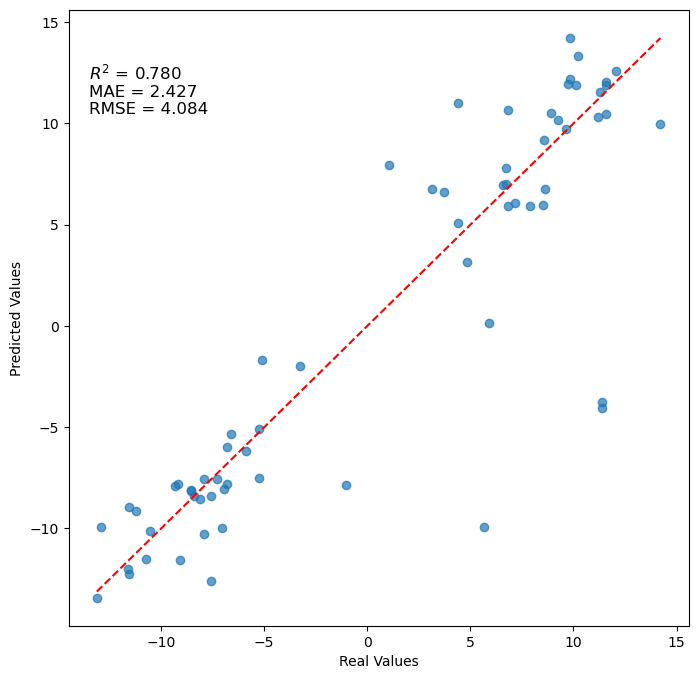 15
10
5
0
−5
−10
R² = 0.780
MAE = 2.427
RMSE = 4.084
Predicted Values
−10 −5 0 5 10 15
Real Values